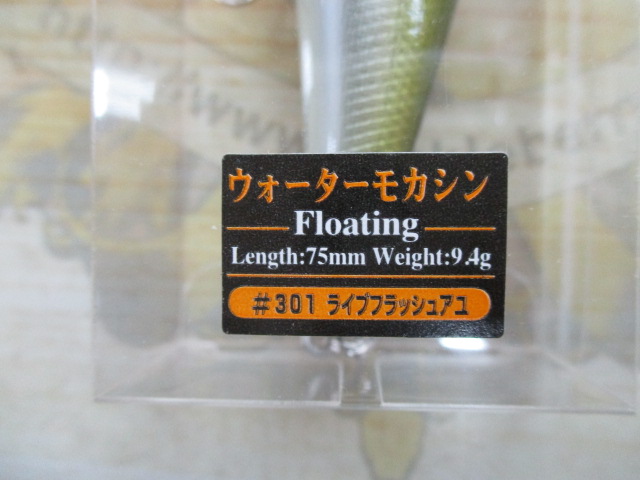 ウォーターモカシン
Floating
Length:75mm Weight:9.4g
#301 ライブフラッシュアユ